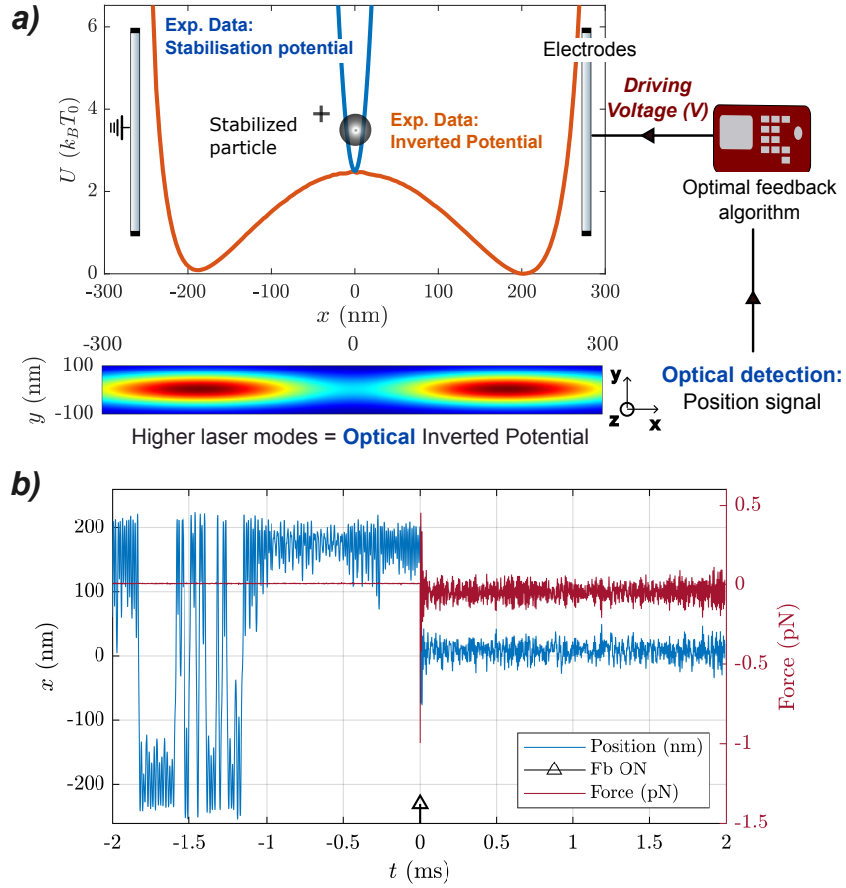 a)
Exp. Data:
Stabilisation potential
Electrodes
Driving
Voltage (V)
Stabilized
particle
+
Exp. Data:
Inverted Potential
Optimal feedback
algorithm
U (k_BT_0)
6
4
2
0
-300
-200
-100
0
100
200
300
x (nm)
-300
0
300
y (nm)
100
-100
y
z
x
Optical detection:
Position signal
Higher laser modes = Optical Inverted Potential
b)
x (nm)
200
100
0
-100
-200
0.5
0
-0.5
-1
-1.5
Force (pN)
Position (nm)
Fb ON
Force (pN)
-2
-1.5
-1
-0.5
0
0.5
1
1.5
2
t (ms)